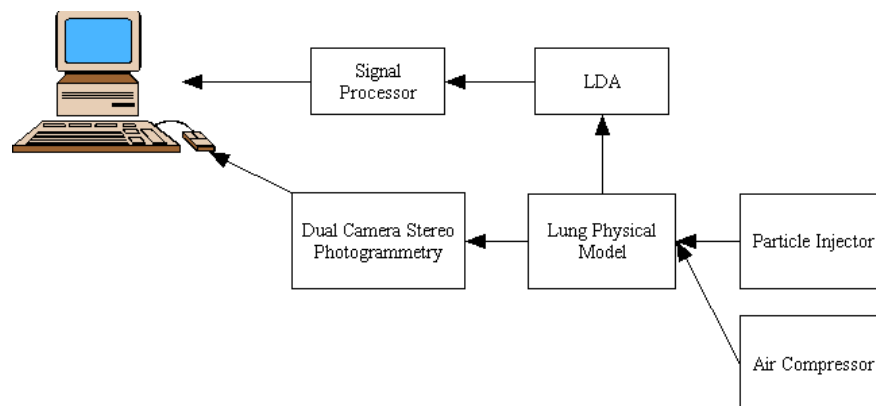 Signal
Processor
LDA
Dual Camera Stereo
Photogrammetry
Lung Physical
Model
Particle Injector
Air Compressor